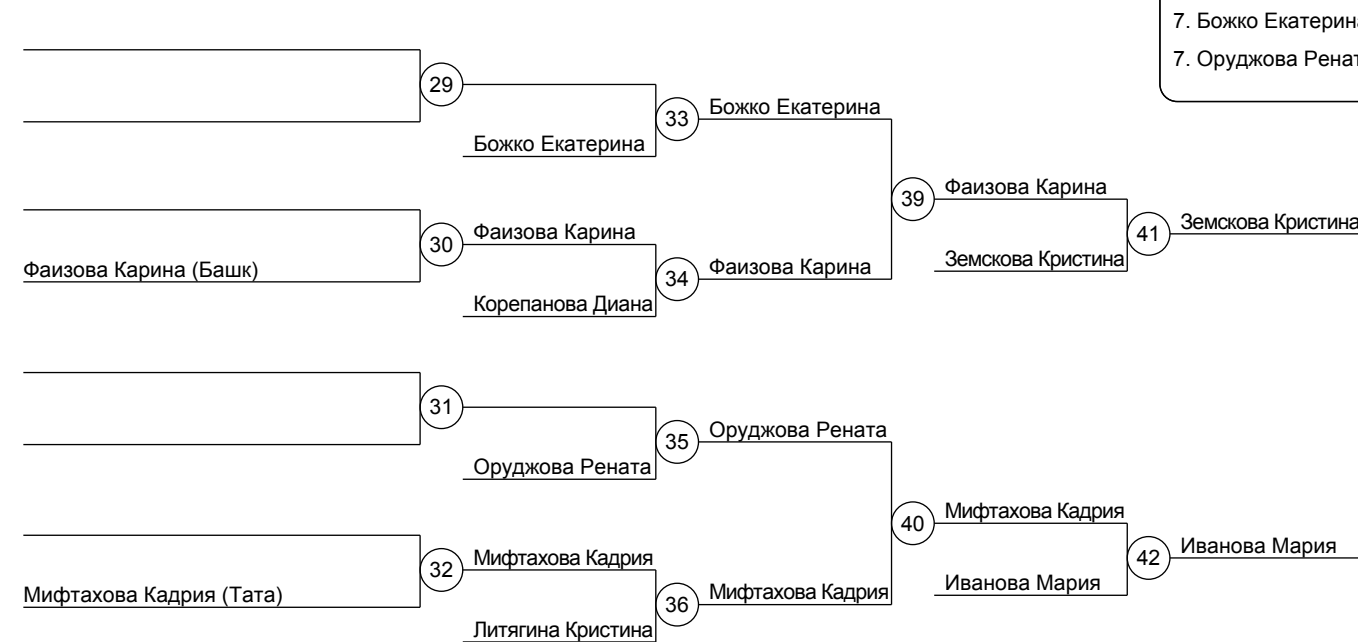 7. Божко Екатерина
7. Оруджова Ренат
29
33
Божко Екатерина
Божко Екатерина
39
Фаизова Карина
30
Фаизова Карина
41
Земскова Кристина
Фаизова Карина (Башк)
34
Фаизова Карина
Земскова Кристина
Корепанова Диана
31
35
Оруджова Рената
Оруджова Рената
40
Мифтахова Кадрия
32
Мифтахова Кадрия
42
Иванова Мария
Мифтахова Кадрия (Тата)
36
Мифтахова Кадрия
Иванова Мария
Литягина Кристина